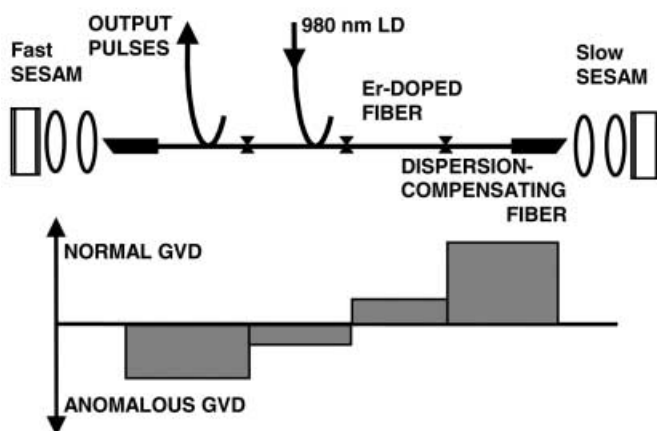 OUTPUT
PULSES
980 nm LD
Fast
SESAM
Slow
SESAM
Er-DOPED
FIBER
DISPERSION-
COMPENSATING
FIBER
NORMAL GVD
ANOMALOUS GVD